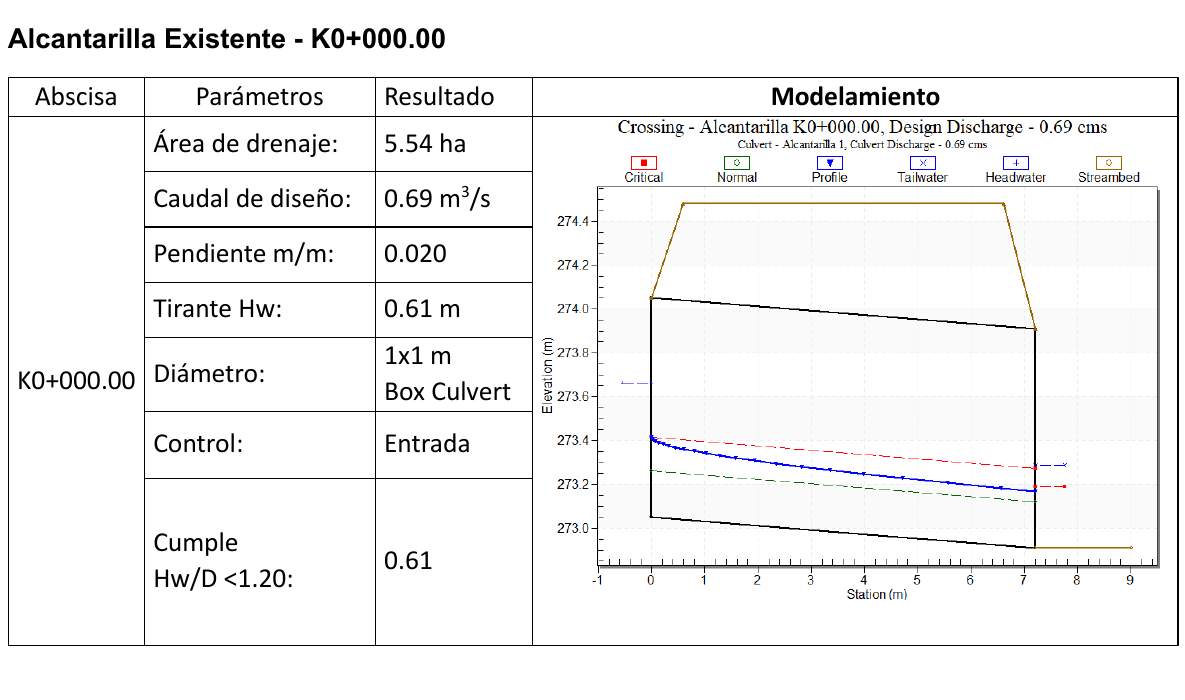 Alcantarilla Existente - K0+000.00
Abscisa
Parámetros
Resultado
Modelamiento
K0+000.00
Área de drenaje:
5.54 ha
Caudal de diseño:
0.69 m³/s
Pendiente m/m:
0.020
Tirante Hw:
0.61 m
Diámetro:
1x1 m
Box Culvert
Control:
Entrada
Cumple
Hw/D <1.20:
0.61
Crossing - Alcantarilla K0+000.00, Design Discharge - 0.69 cms
Culvert - Alcantarilla 1, Culvert Discharge - 0.69 cms
Critical
Normal
Profile
Tailwater
Headwater
Streambed
Elevation (m)
274.4
274.2
274.0
273.8
273.6
273.4
273.2
273.0
-1 0 1 2 3 4 5 6 7 8 9
Station (m)